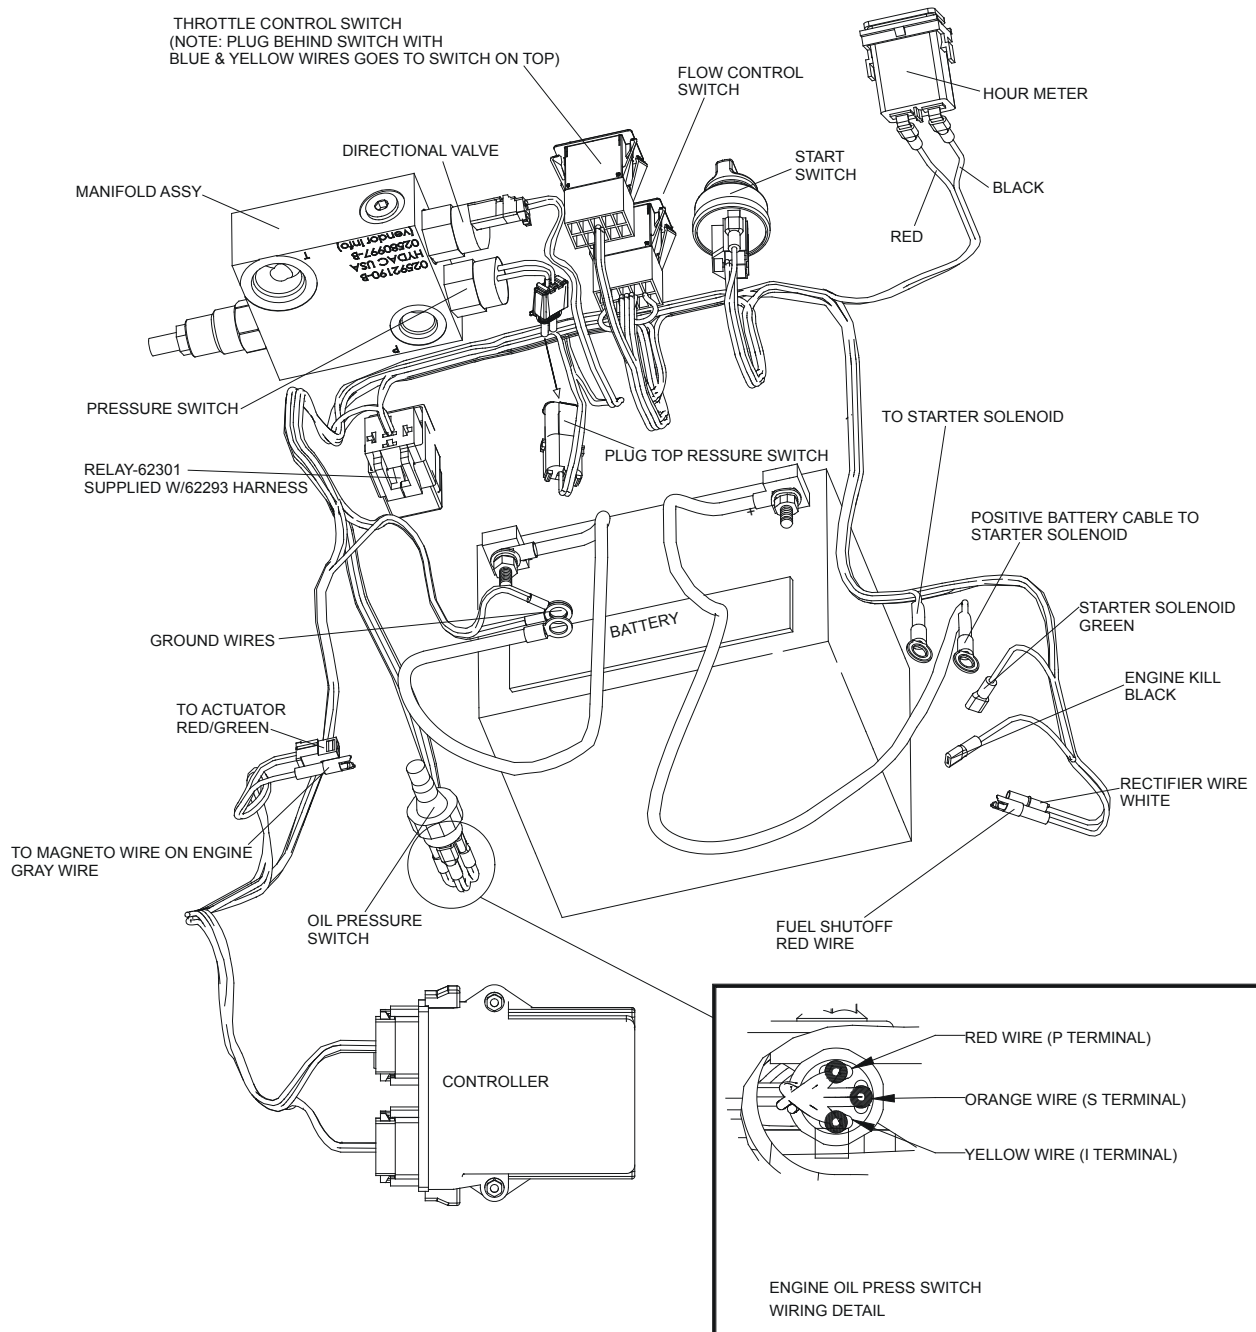 THROTTLE CONTROL SWITCH
(NOTE: PLUG BEHIND SWITCH WITH
BLUE & YELLOW WIRES GOES TO SWITCH ON TOP)
FLOW CONTROL
SWITCH
HOUR METER
DIRECTIONAL VALVE
START
SWITCH
MANIFOLD ASSY
BLACK
RED
T
02592190-B
HYDAC USA
02580997-B
(vendor info)
P
PRESSURE SWITCH
TO STARTER SOLENOID
PLUG TOP RESSURE SWITCH
RELAY-62301
SUPPLIED W/62293 HARNESS
+
POSITIVE BATTERY CABLE TO
STARTER SOLENOID
GROUND WIRES
BATTERY
STARTER SOLENOID
GREEN
ENGINE KILL
BLACK
TO ACTUATOR
RED/GREEN
RECTIFIER WIRE
WHITE
TO MAGNETO WIRE ON ENGINE
GRAY WIRE
OIL PRESSURE
SWITCH
FUEL SHUTOFF
RED WIRE
CONTROLLER
RED WIRE (P TERMINAL)
ORANGE WIRE (S TERMINAL)
YELLOW WIRE (I TERMINAL)
ENGINE OIL PRESS SWITCH
WIRING DETAIL